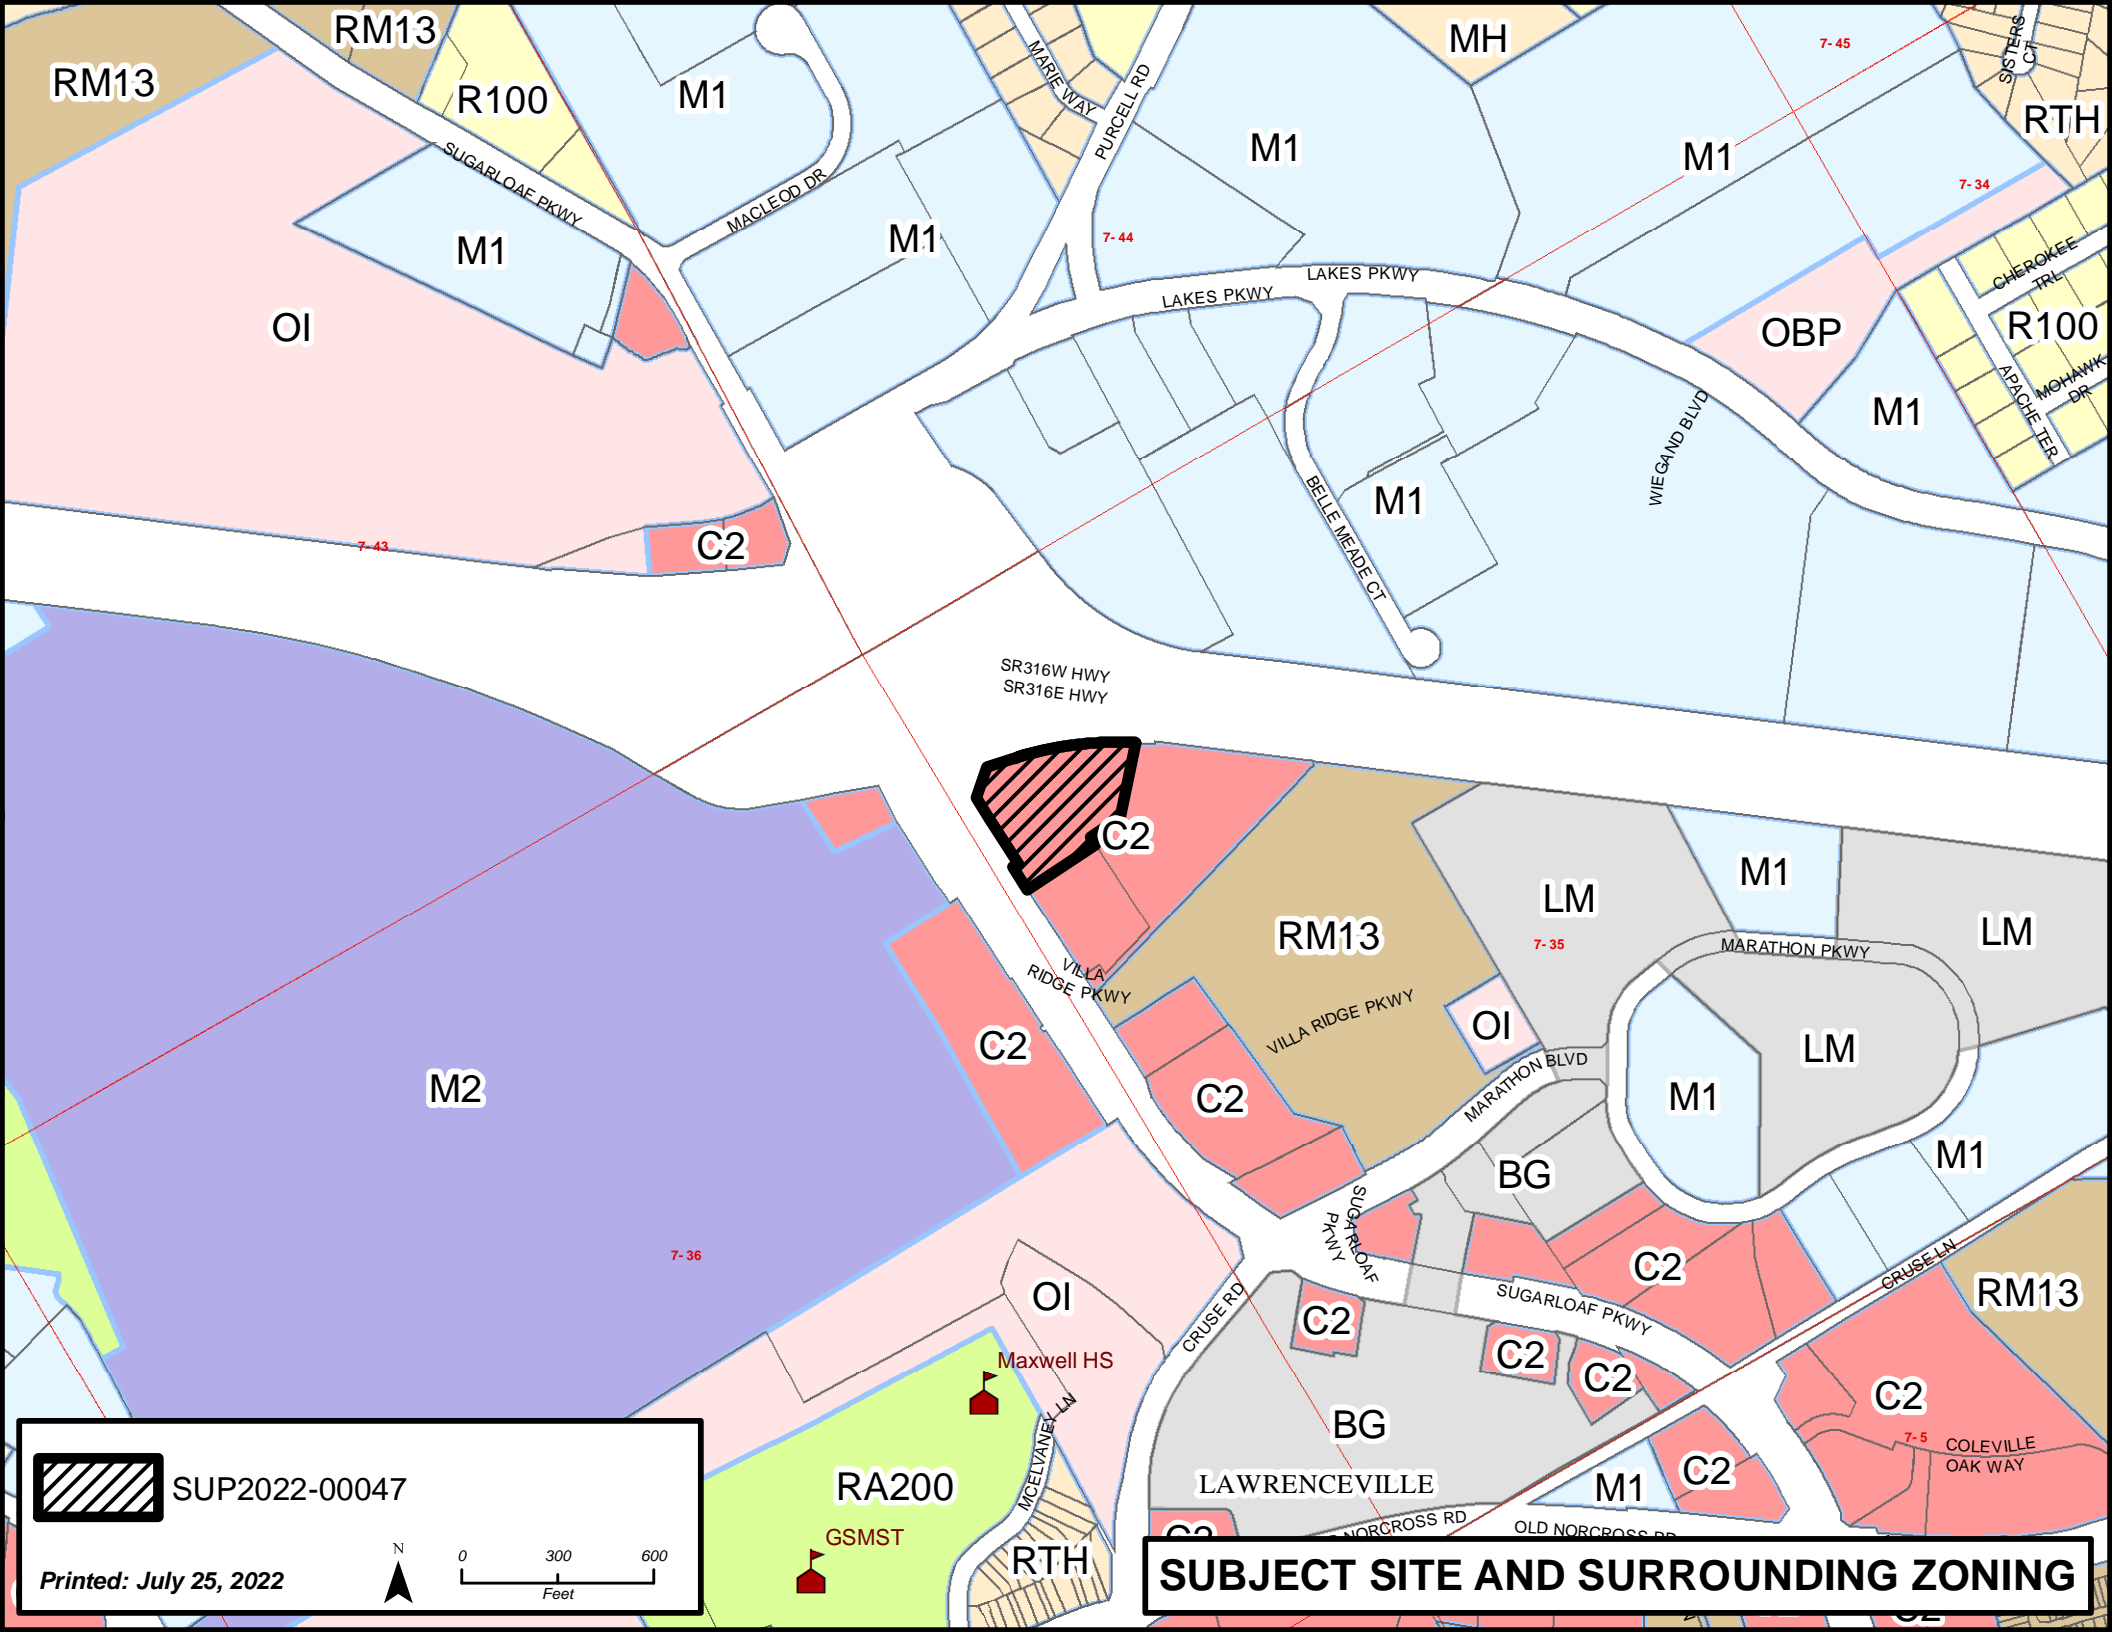 RM13
RM13
R100
M1
MARIE WAY
PURCELL RD
MH
7- 45
SISTERS
CT
RTH
M1
M1
SUGARLOAF PKWY
MACLEOD DR
M1
M1
7- 44
7- 34
CHEROKEE
TRL
R100
OI
LAKES PKWY
LAKES PKWY
OBP
MOHAWK
DR
APACHE TER
M1
WIEGAND BLVD
BELLE MEADE CT
M1
C2
7- 43
SR316W HWY
SR316E HWY
C2
M1
LM
LM
RM13
7- 35
MARATHON PKWY
VILLA
RIDGE PKWY
VILLA RIDGE PKWY
OI
C2
LM
MARATHON BLVD
M2
C2
M1
M1
BG
SUGARLOAF
PKWY
7- 36
C2
CRUSE LN
RM13
OI
CRUSE RD
C2
SUGARLOAF PKWY
C2
C2
Maxwell HS
C2
MCELVANEY LN
BG
7- 5
COLEVILLE
OAK WAY
RA200
LAWRENCEVILLE
M1
C2
GSMST
RTH
C2
NORCROSS RD
OLD NORCROSS RD
C2
SUP2022-00047
N
0 300 600
Feet
Printed: July 25, 2022
SUBJECT SITE AND SURROUNDING ZONING